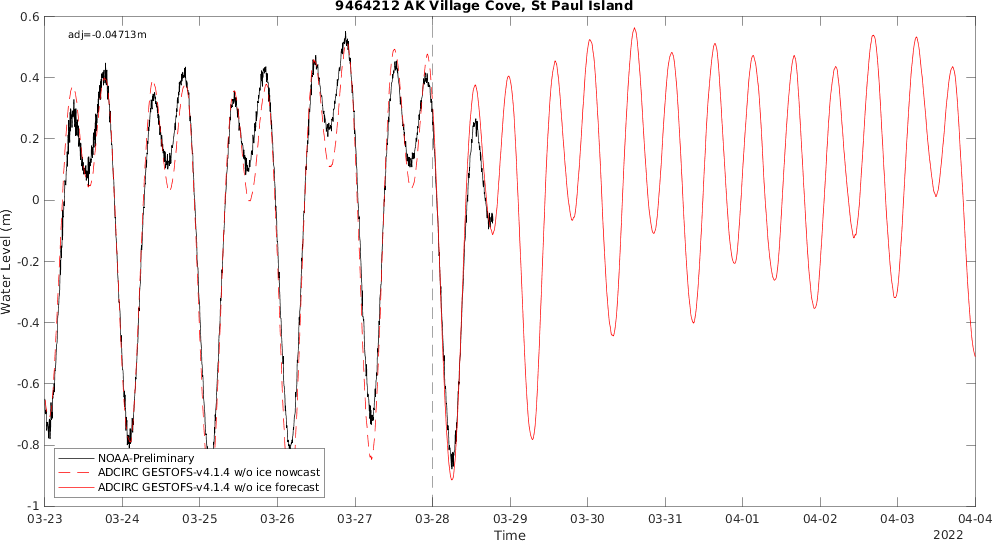 9464212 AK Village Cove, St Paul Island
adj=-0.04713m
0.6
0.4
0.2
0
-0.2
-0.4
-0.6
-0.8
-1
Water Level (m)
NOAA-Preliminary
ADCIRC GESTOFS-v4.1.4 w/o ice nowcast
ADCIRC GESTOFS-v4.1.4 w/o ice forecast
03-23 03-24 03-25 03-26 03-27 03-28 03-29 03-30 03-31 04-01 04-02 04-03 04-04
Time
2022